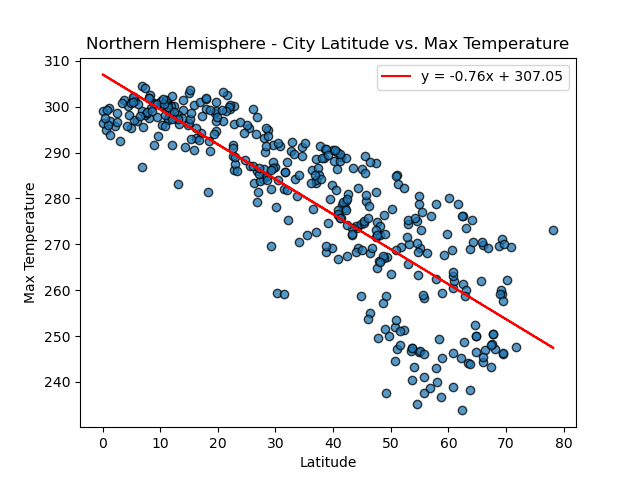 Northern Hemisphere - City Latitude vs. Max Temperature
y = -0.76x + 307.05
310
300
290
280
270
260
250
240
Max Temperature
0 10 20 30 40 50 60 70 80
Latitude